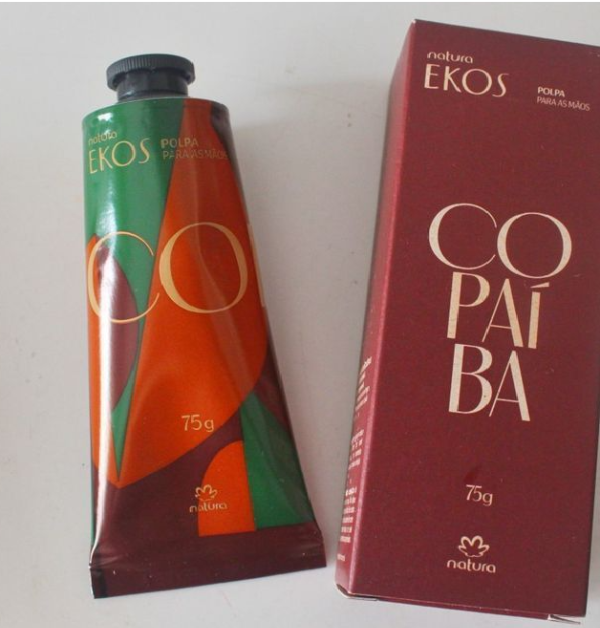 natura
EKOS
POLPA
PARA AS MÃOS
CO
75g
natura
natura
EKOS
POLPA
PARA AS MÃOS
CO
PAÍ
BA
75g
natura